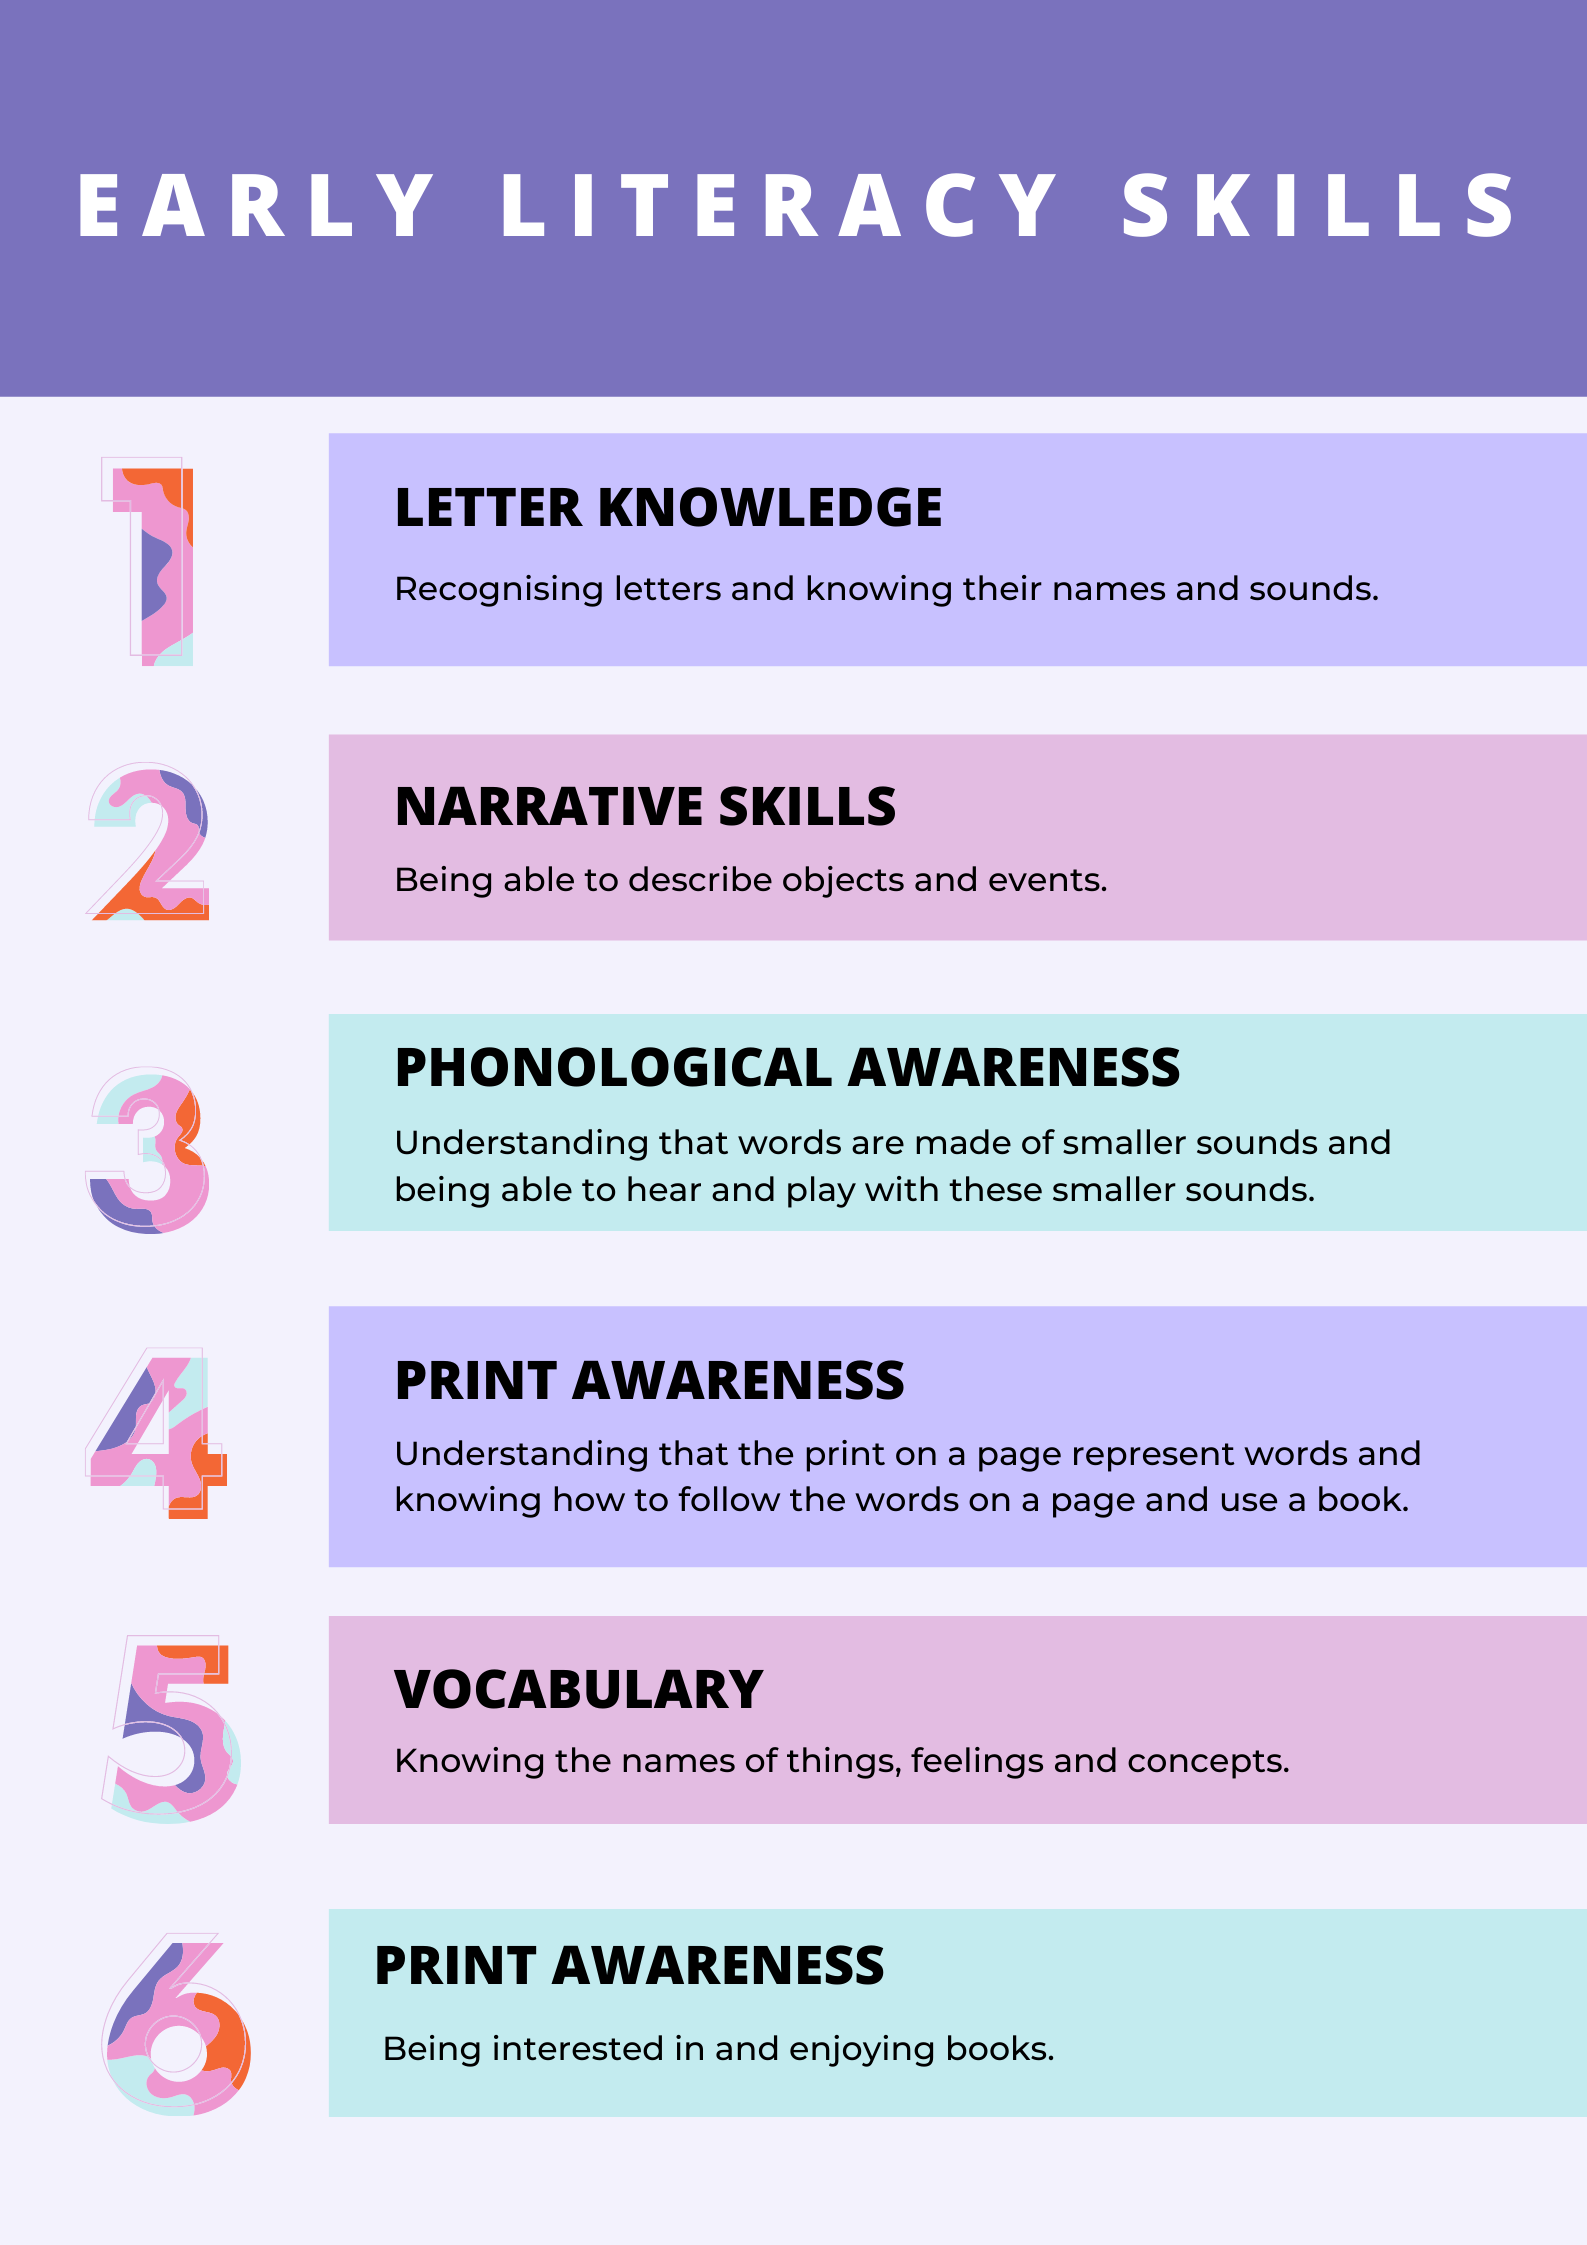 EARLY LITERACY SKILLS
1
LETTER KNOWLEDGE
Recognising letters and knowing their names and sounds.
2
NARRATIVE SKILLS
Being able to describe objects and events.
3
PHONOLOGICAL AWARENESS
Understanding that words are made of smaller sounds and
being able to hear and play with these smaller sounds.
4
PRINT AWARENESS
Understanding that the print on a page represent words and
knowing how to follow the words on a page and use a book.
5
VOCABULARY
Knowing the names of things, feelings and concepts.
6
PRINT AWARENESS
Being interested in and enjoying books.